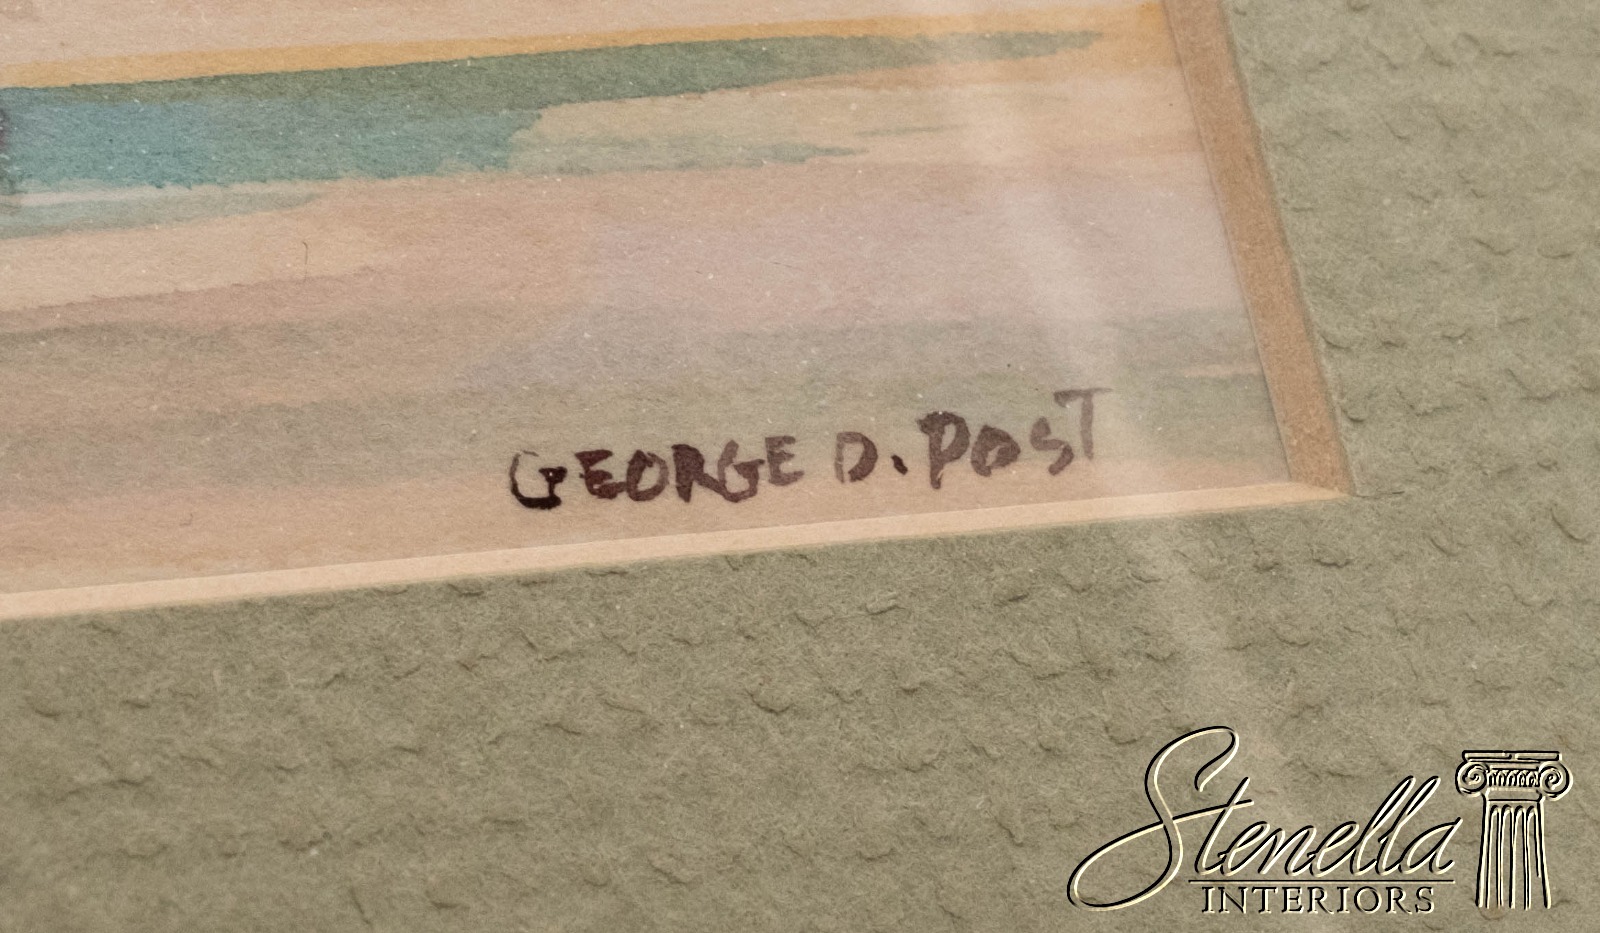 GEORGE D. POST
Stenella
INTERIORS